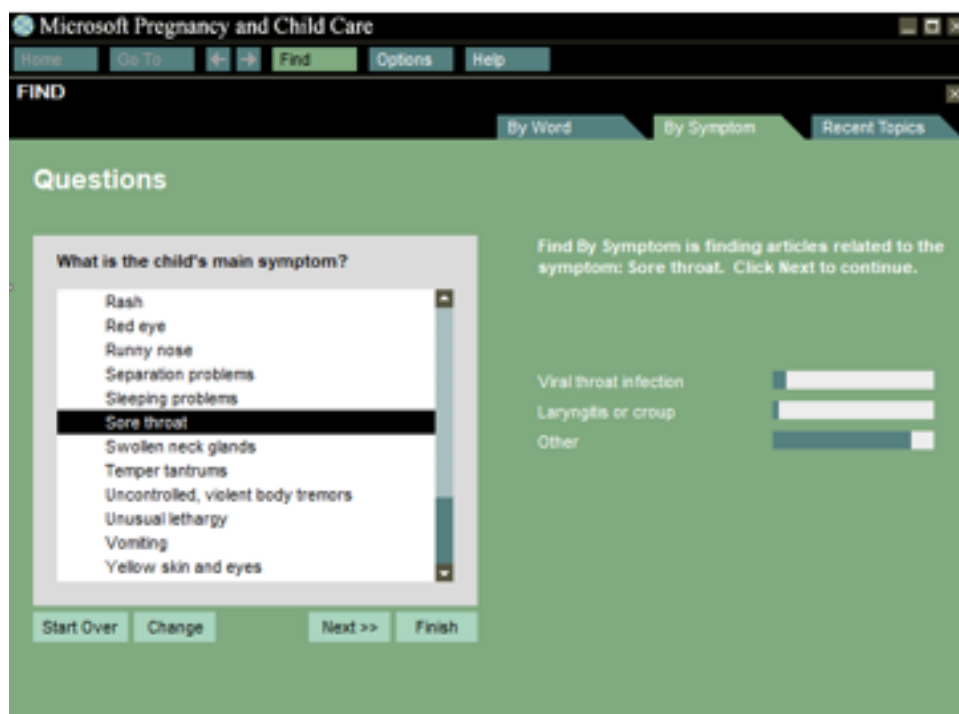 Microsoft Pregnancy and Child Care
Home Go To Find Options Help
FIND
By Word By Symptom Recent Topics
Questions
What is the child's main symptom?
Rash
Red eye
Runny nose
Separation problems
Sleeping problems
Sore throat
Swollen neck glands
Temper tantrums
Uncontrolled, violent body tremors
Unusual lethargy
Vomiting
Yellow skin and eyes
Start Over Change Next >> Finish
Find By Symptom is finding articles related to the
symptom: Sore throat. Click Next to continue.
Viral throat infection
Laryngitis or croup
Other